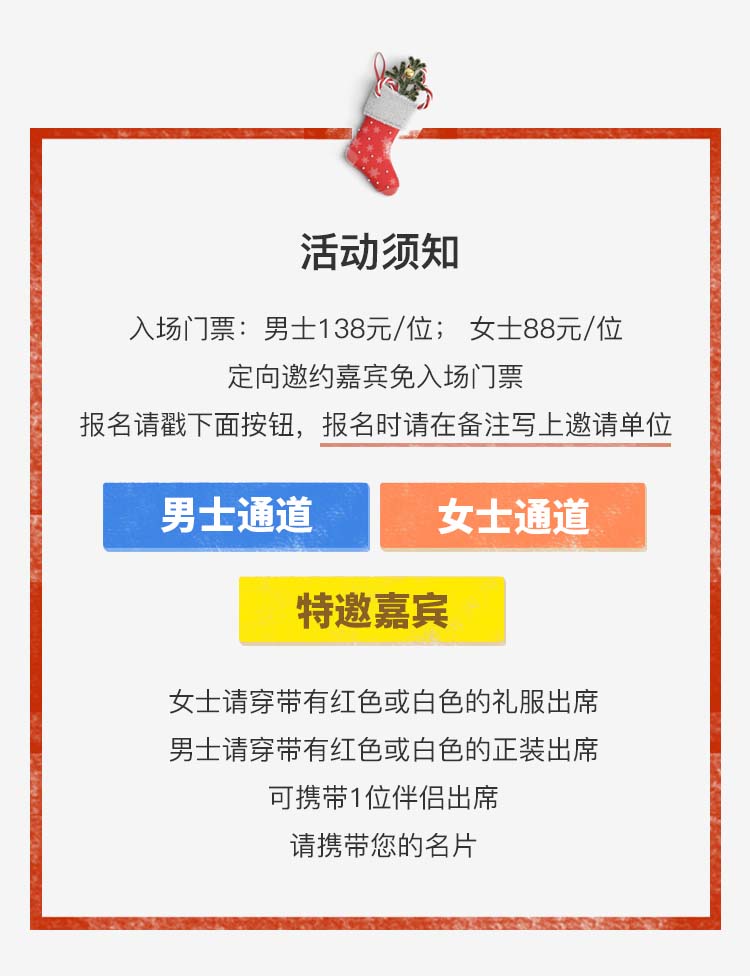 活动须知
入场门票：男士138元/位； 女士88元/位
定向邀约嘉宾免入场门票
报名请戳下面按钮，报名时请在备注写上邀请单位
男士通道
女士通道
特邀嘉宾
女士请穿带有红色或白色的礼服出席
男士请穿带有红色或白色的正装出席
可携带1位伴侣出席
请携带您的名片